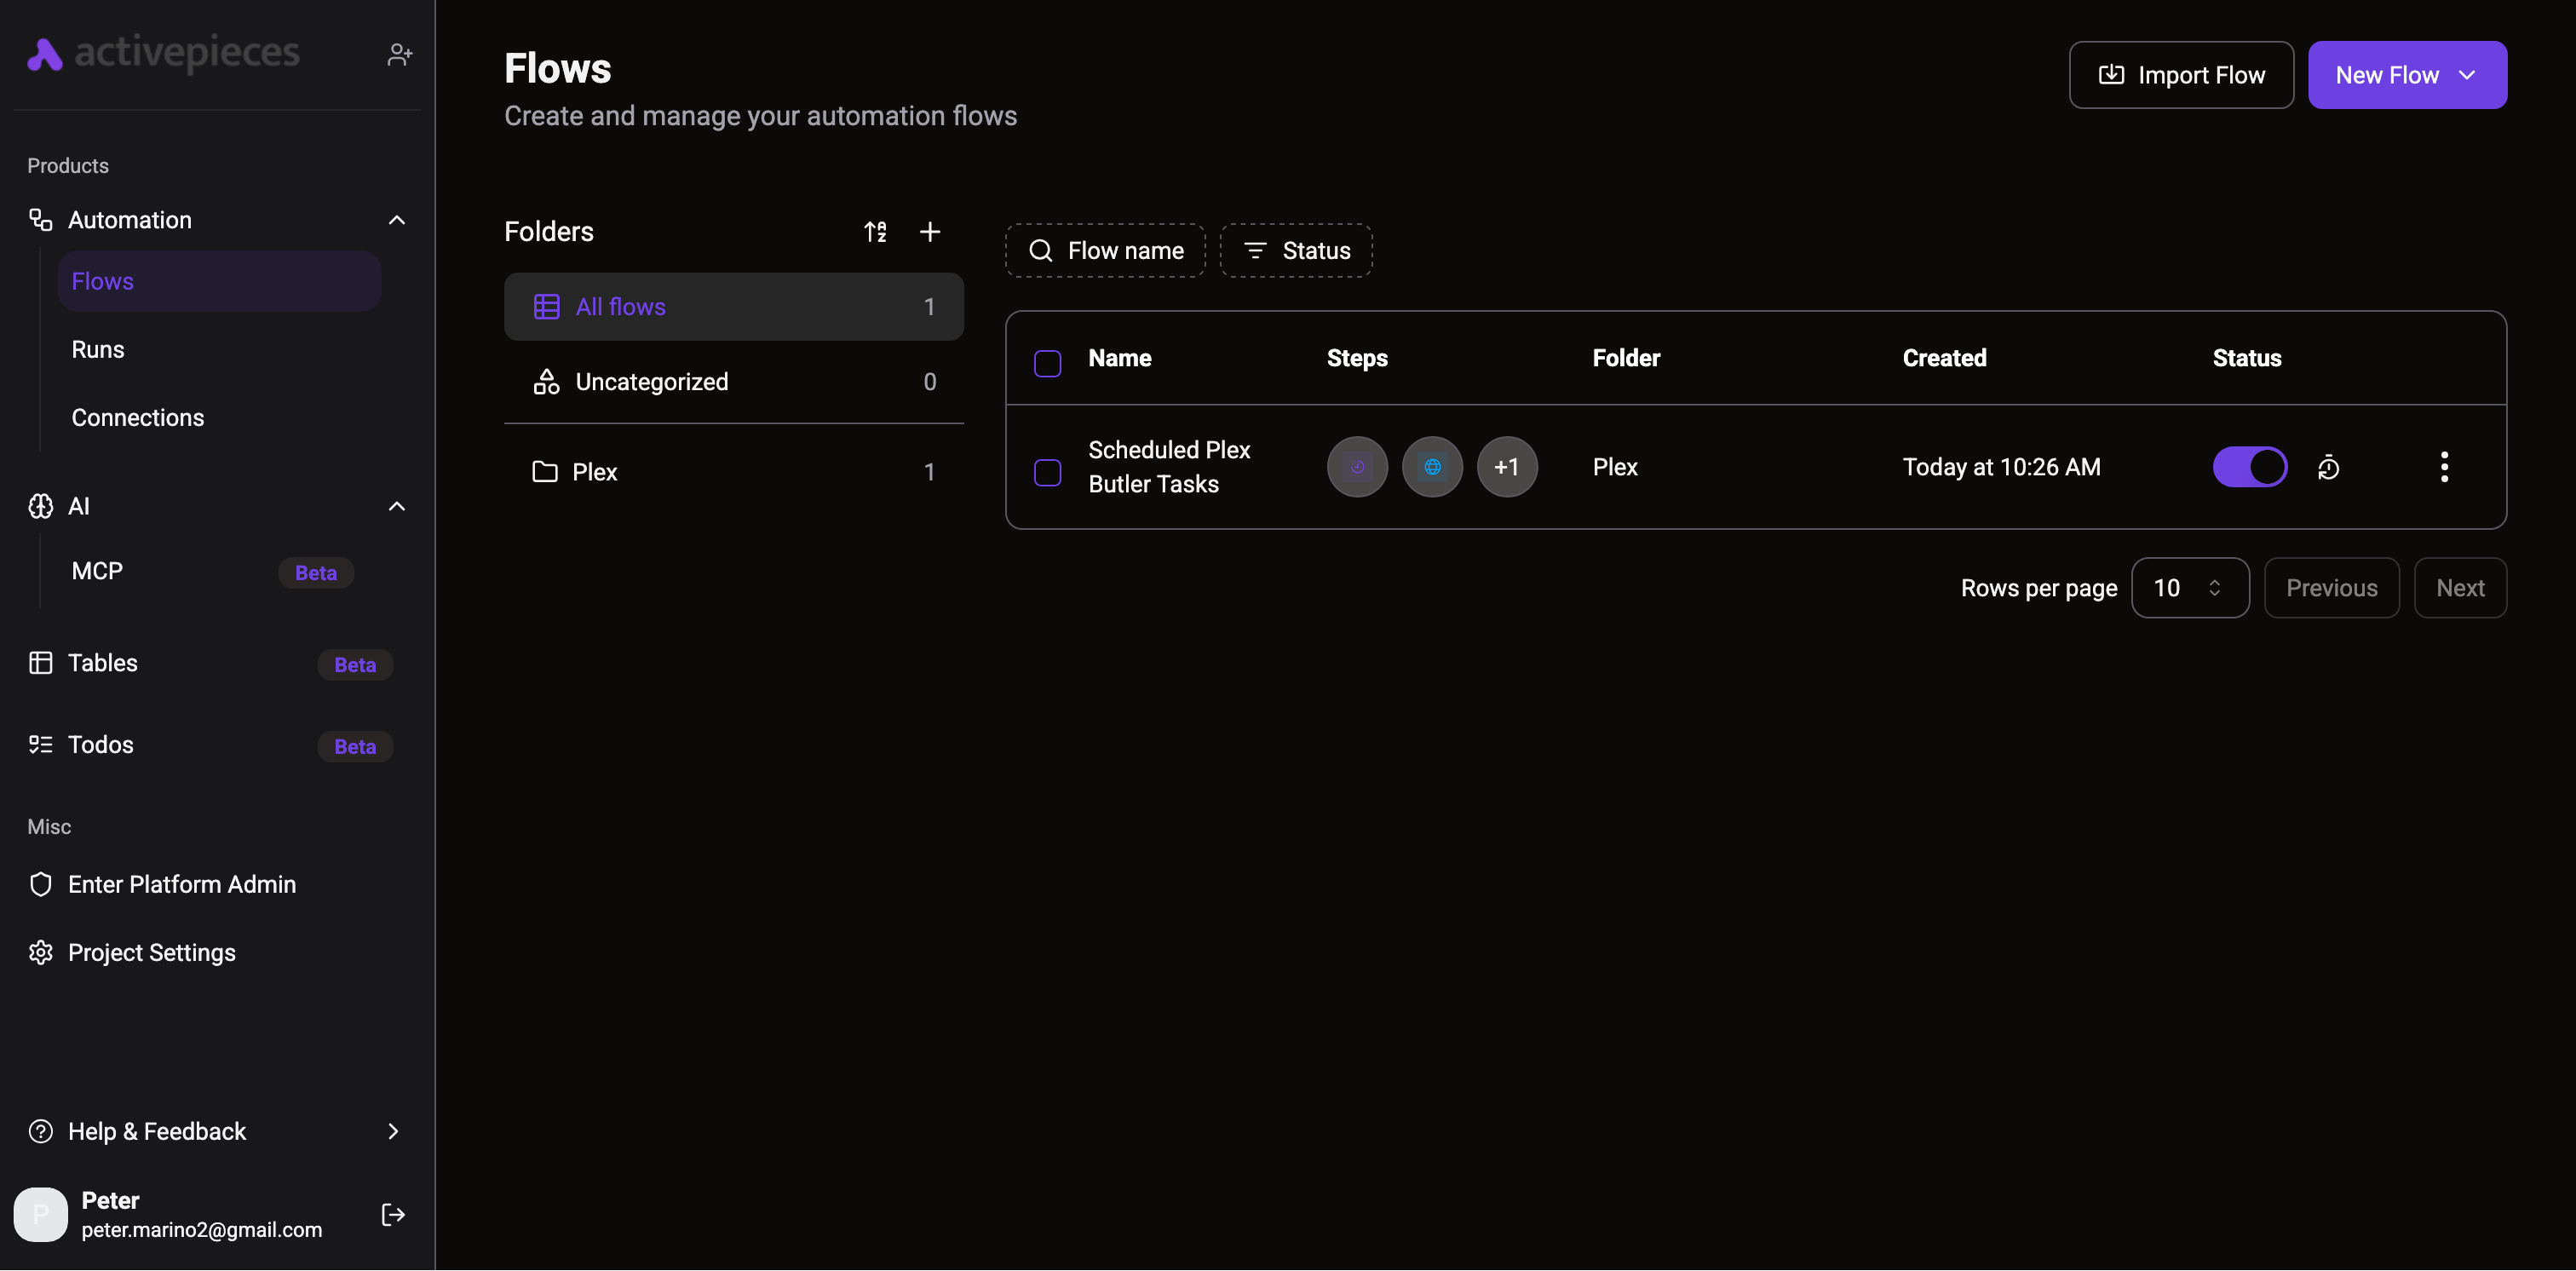 activepieces
Products
Automation
Flows
Runs
Connections
AI
MCP Beta
Tables Beta
Todos Beta
Misc
Enter Platform Admin
Project Settings
Help & Feedback
P
Peter
peter.marino2@gmail.com
Flows
Create and manage your automation flows
Import Flow
New Flow
Folders
All flows 1
Uncategorized 0
Plex 1
Flow name
Status
Name Steps Folder Created Status
Scheduled Plex
Butler Tasks
+1
Plex
Today at 10:26 AM
Rows per page 10 Previous Next